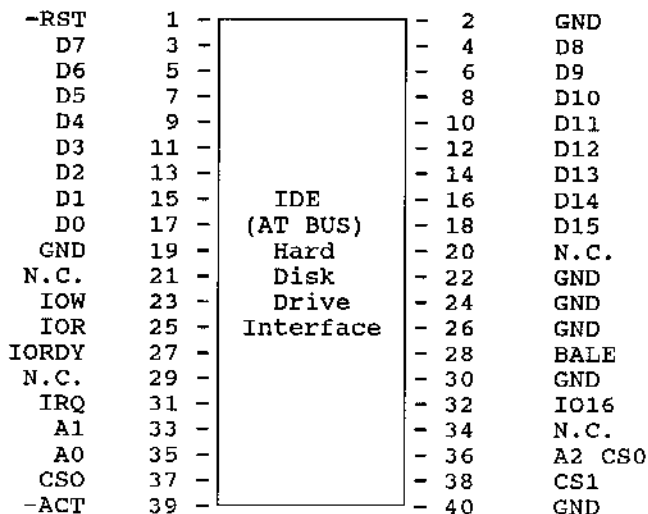 -RST 1 - - 2 GND
D7 3 - - 4 D8
D6 5 - - 6 D9
D5 7 - - 8 D10
D4 9 - - 10 D11
D3 11 - - 12 D12
D2 13 - - 14 D13
D1 15 - IDE - 16 D14
D0 17 - (AT BUS) - 18 D15
GND 19 - Hard - 20 N.C.
N.C. 21 - Disk - 22 GND
IOW 23 - Drive - 24 GND
IOR 25 - Interface - 26 GND
IORDY 27 - - 28 BALE
N.C. 29 - - 30 GND
IRQ 31 - - 32 IO16
A1 33 - - 34 N.C.
A0 35 - - 36 A2 CS0
CSO 37 - - 38 CS1
-ACT 39 - - 40 GND